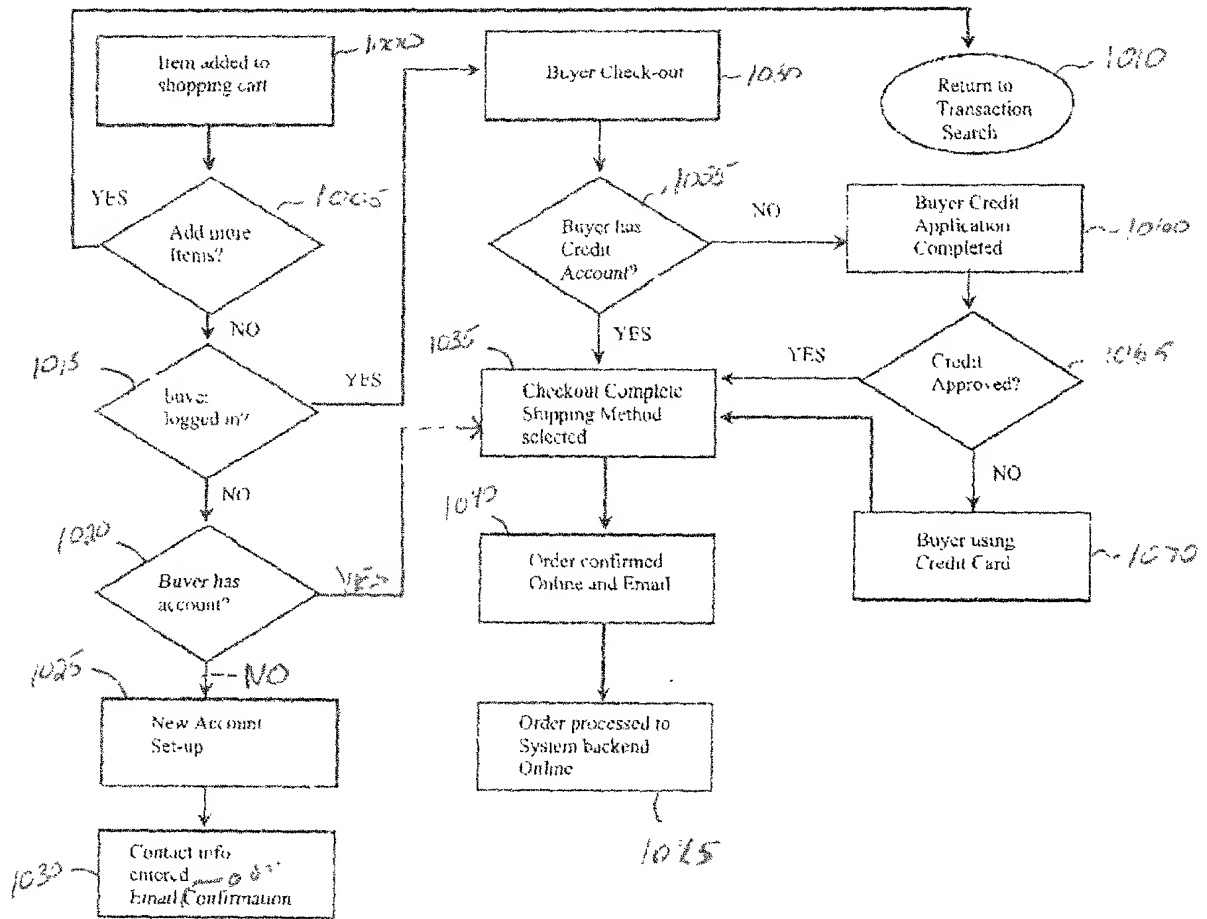 Item added to
shopping cart
Buyer Check-out
1010
Return to
Transaction
Search
YES
1005
Add more
Items?
Buyer has
Credit
Account?
NO
Buyer Credit
Application
Completed
NO
1015
YES
logged in?
YES
1035
Checkout Complete
Shipping Method
selected
YES
Credit
Approved?
NO
NO
1020
Buyer has
account?
YES
1040
Order confirmed
Online and Email
Buyer using
Credit Card
1070
1025
NO
New Account
Set-up
Order processed to
System backend
Online
1045
1030
Contact info
entered
Email Confirmation